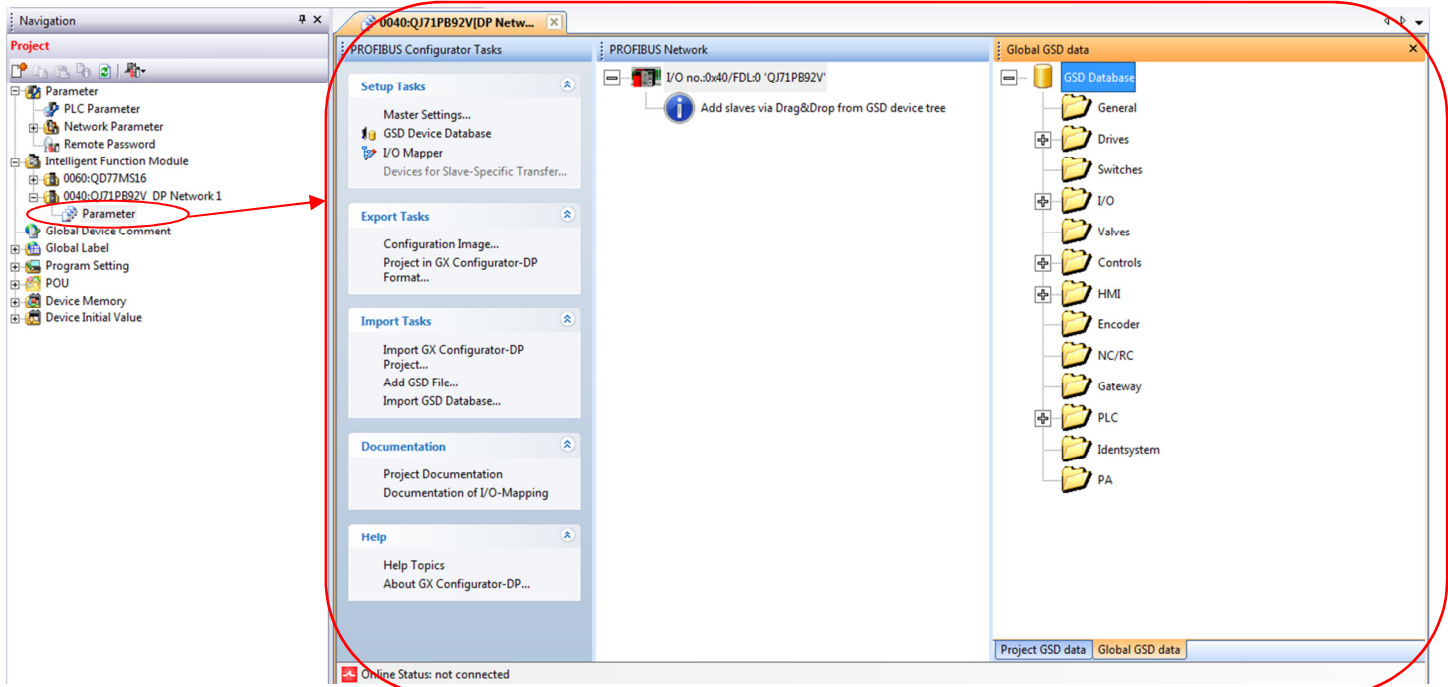 Navigation
Project
Parameter
PLC Parameter
Network Parameter
Remote Password
Intelligent Function Module
0060:QD77MS16
0040:QJ71PB92V DP Network 1
Parameter
Global Device Comment
Global Label
Program Setting
POU
Device Memory
Device Initial Value
0040:QJ71PB92V[DP Netw...
PROFIBUS Configurator Tasks
Setup Tasks
Master Settings...
GSD Device Database
I/O Mapper
Devices for Slave-Specific Transfer...
Export Tasks
Configuration Image...
Project in GX Configurator-DP
Format...
Import Tasks
Import GX Configurator-DP
Project...
Add GSD File...
Import GSD Database...
Documentation
Project Documentation
Documentation of I/O-Mapping
Help
Help Topics
About GX Configurator-DP...
PROFIBUS Network
I/O no.:0x40/FDL:0 'QJ71PB92V'
Add slaves via Drag&Drop from GSD device tree
Global GSD data
GSD Database
General
Drives
Switches
I/O
Valves
Controls
HMI
Encoder
NC/RC
Gateway
PLC
Identsystem
PA
Project GSD data
Global GSD data
Online Status: not connected